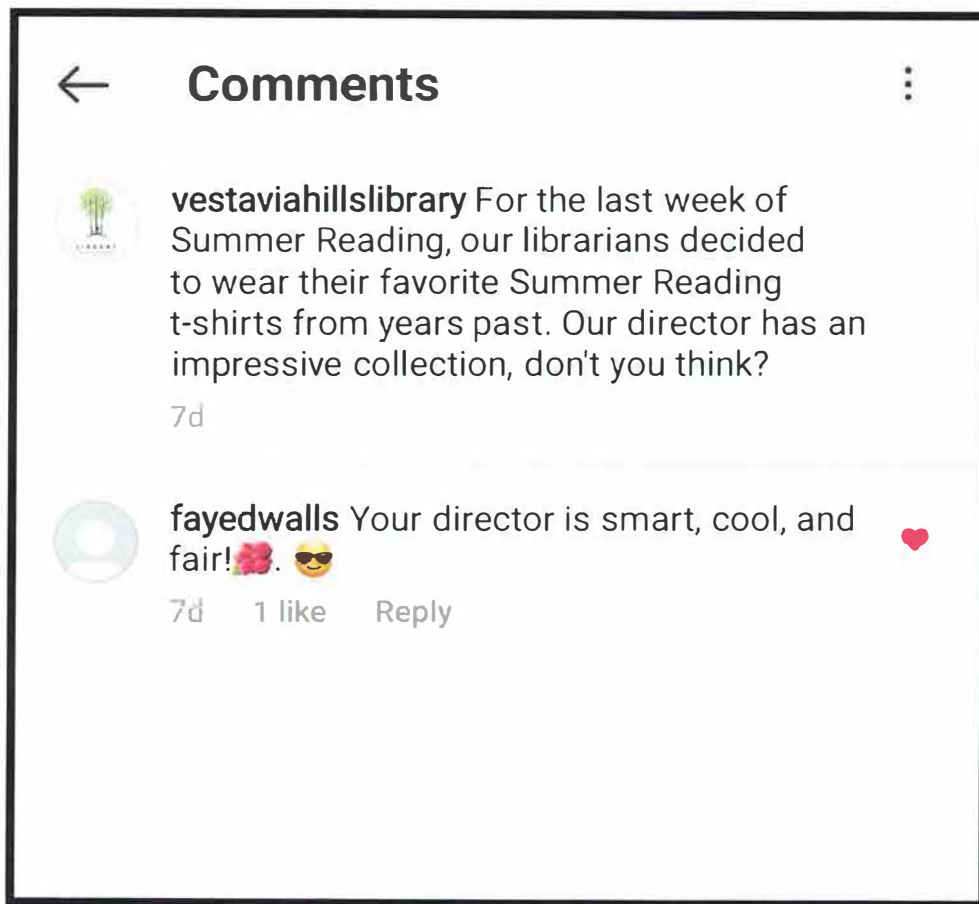 Comments
vestaviahillslibrary For the last week of
Summer Reading, our librarians decided
to wear their favorite Summer Reading
t-shirts from years past. Our director has an
impressive collection, don't you think?
7d
fayedwalls Your director is smart, cool, and
fair!🌺. 😎
7d 1 like Reply